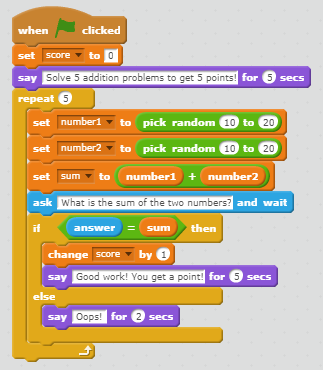 when clicked
set score to 0
say Solve 5 addition problems to get 5 points! for 5 secs
repeat 5
set number1 to pick random 10 to 20
set number2 to pick random 10 to 20
set sum to number1 + number2
ask What is the sum of the two numbers? and wait
if answer = sum then
change score by 1
say Good work! You get a point! for 5 secs
else
say Oops! for 2 secs